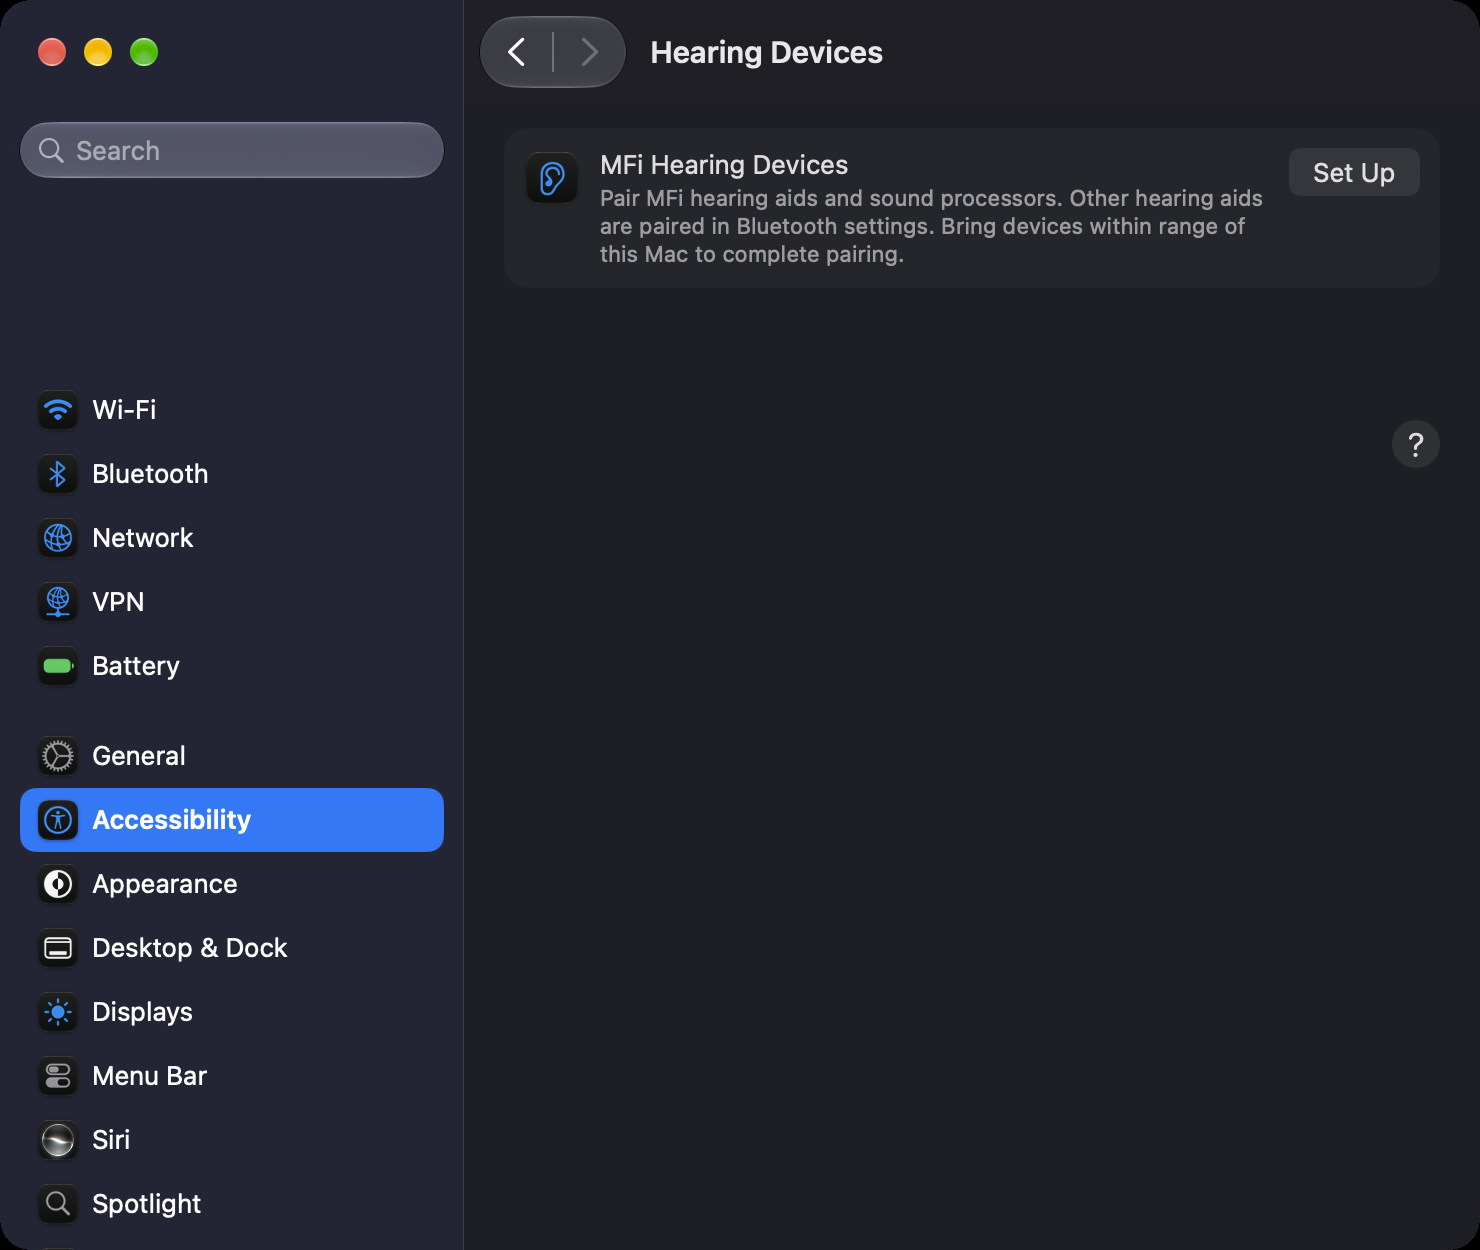 Search
Wi-Fi
Bluetooth
Network
VPN
Battery
General
Accessibility
Appearance
Desktop & Dock
Displays
Menu Bar
Siri
Spotlight
Hearing Devices
MFi Hearing Devices
Pair MFi hearing aids and sound processors. Other hearing aids
are paired in Bluetooth settings. Bring devices within range of
this Mac to complete pairing.
Set Up
?